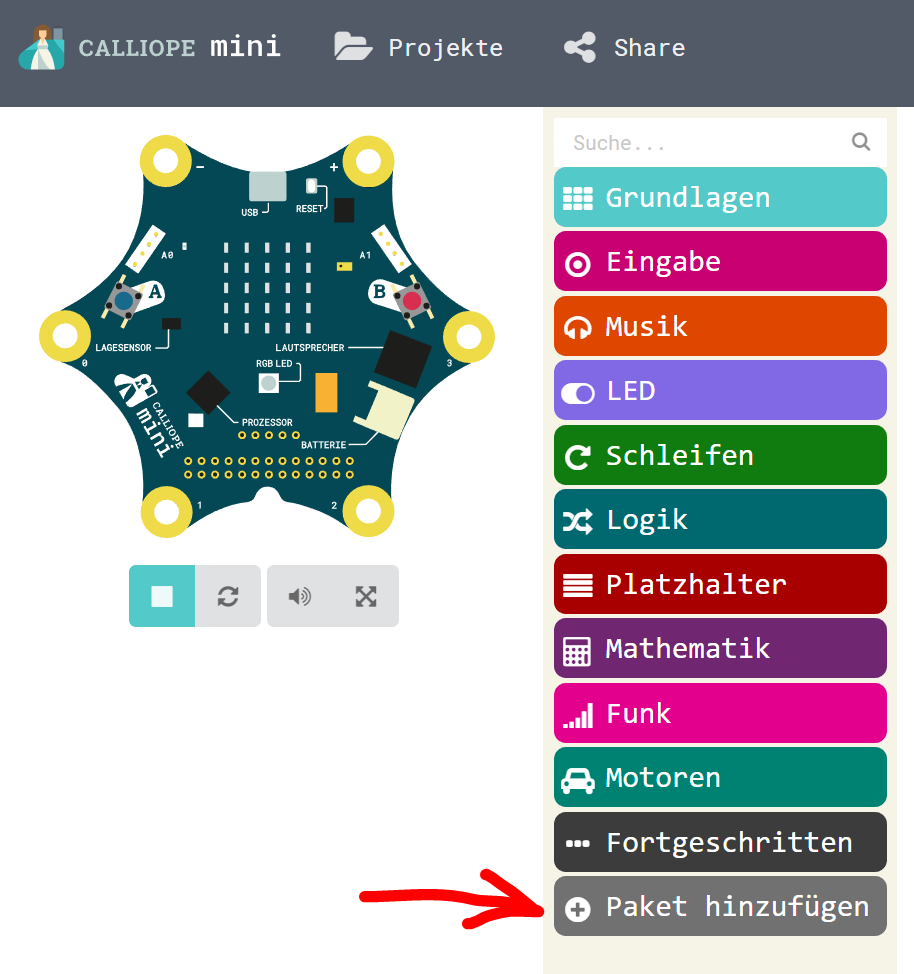 CALLIOPE mini
Projekte
Share
Suche...
Grundlagen
Eingabe
Musik
LED
Schleifen
Logik
Platzhalter
Mathematik
Funk
Motoren
Fortgeschritten
Paket hinzufügen
− +
USB
RESET
A0
A1
A
B
LAGESENSOR
LAUTSPRECHER
0
3
RGB LED
CALLIOPE
mini
PROZESSOR
BATTERIE
1
2